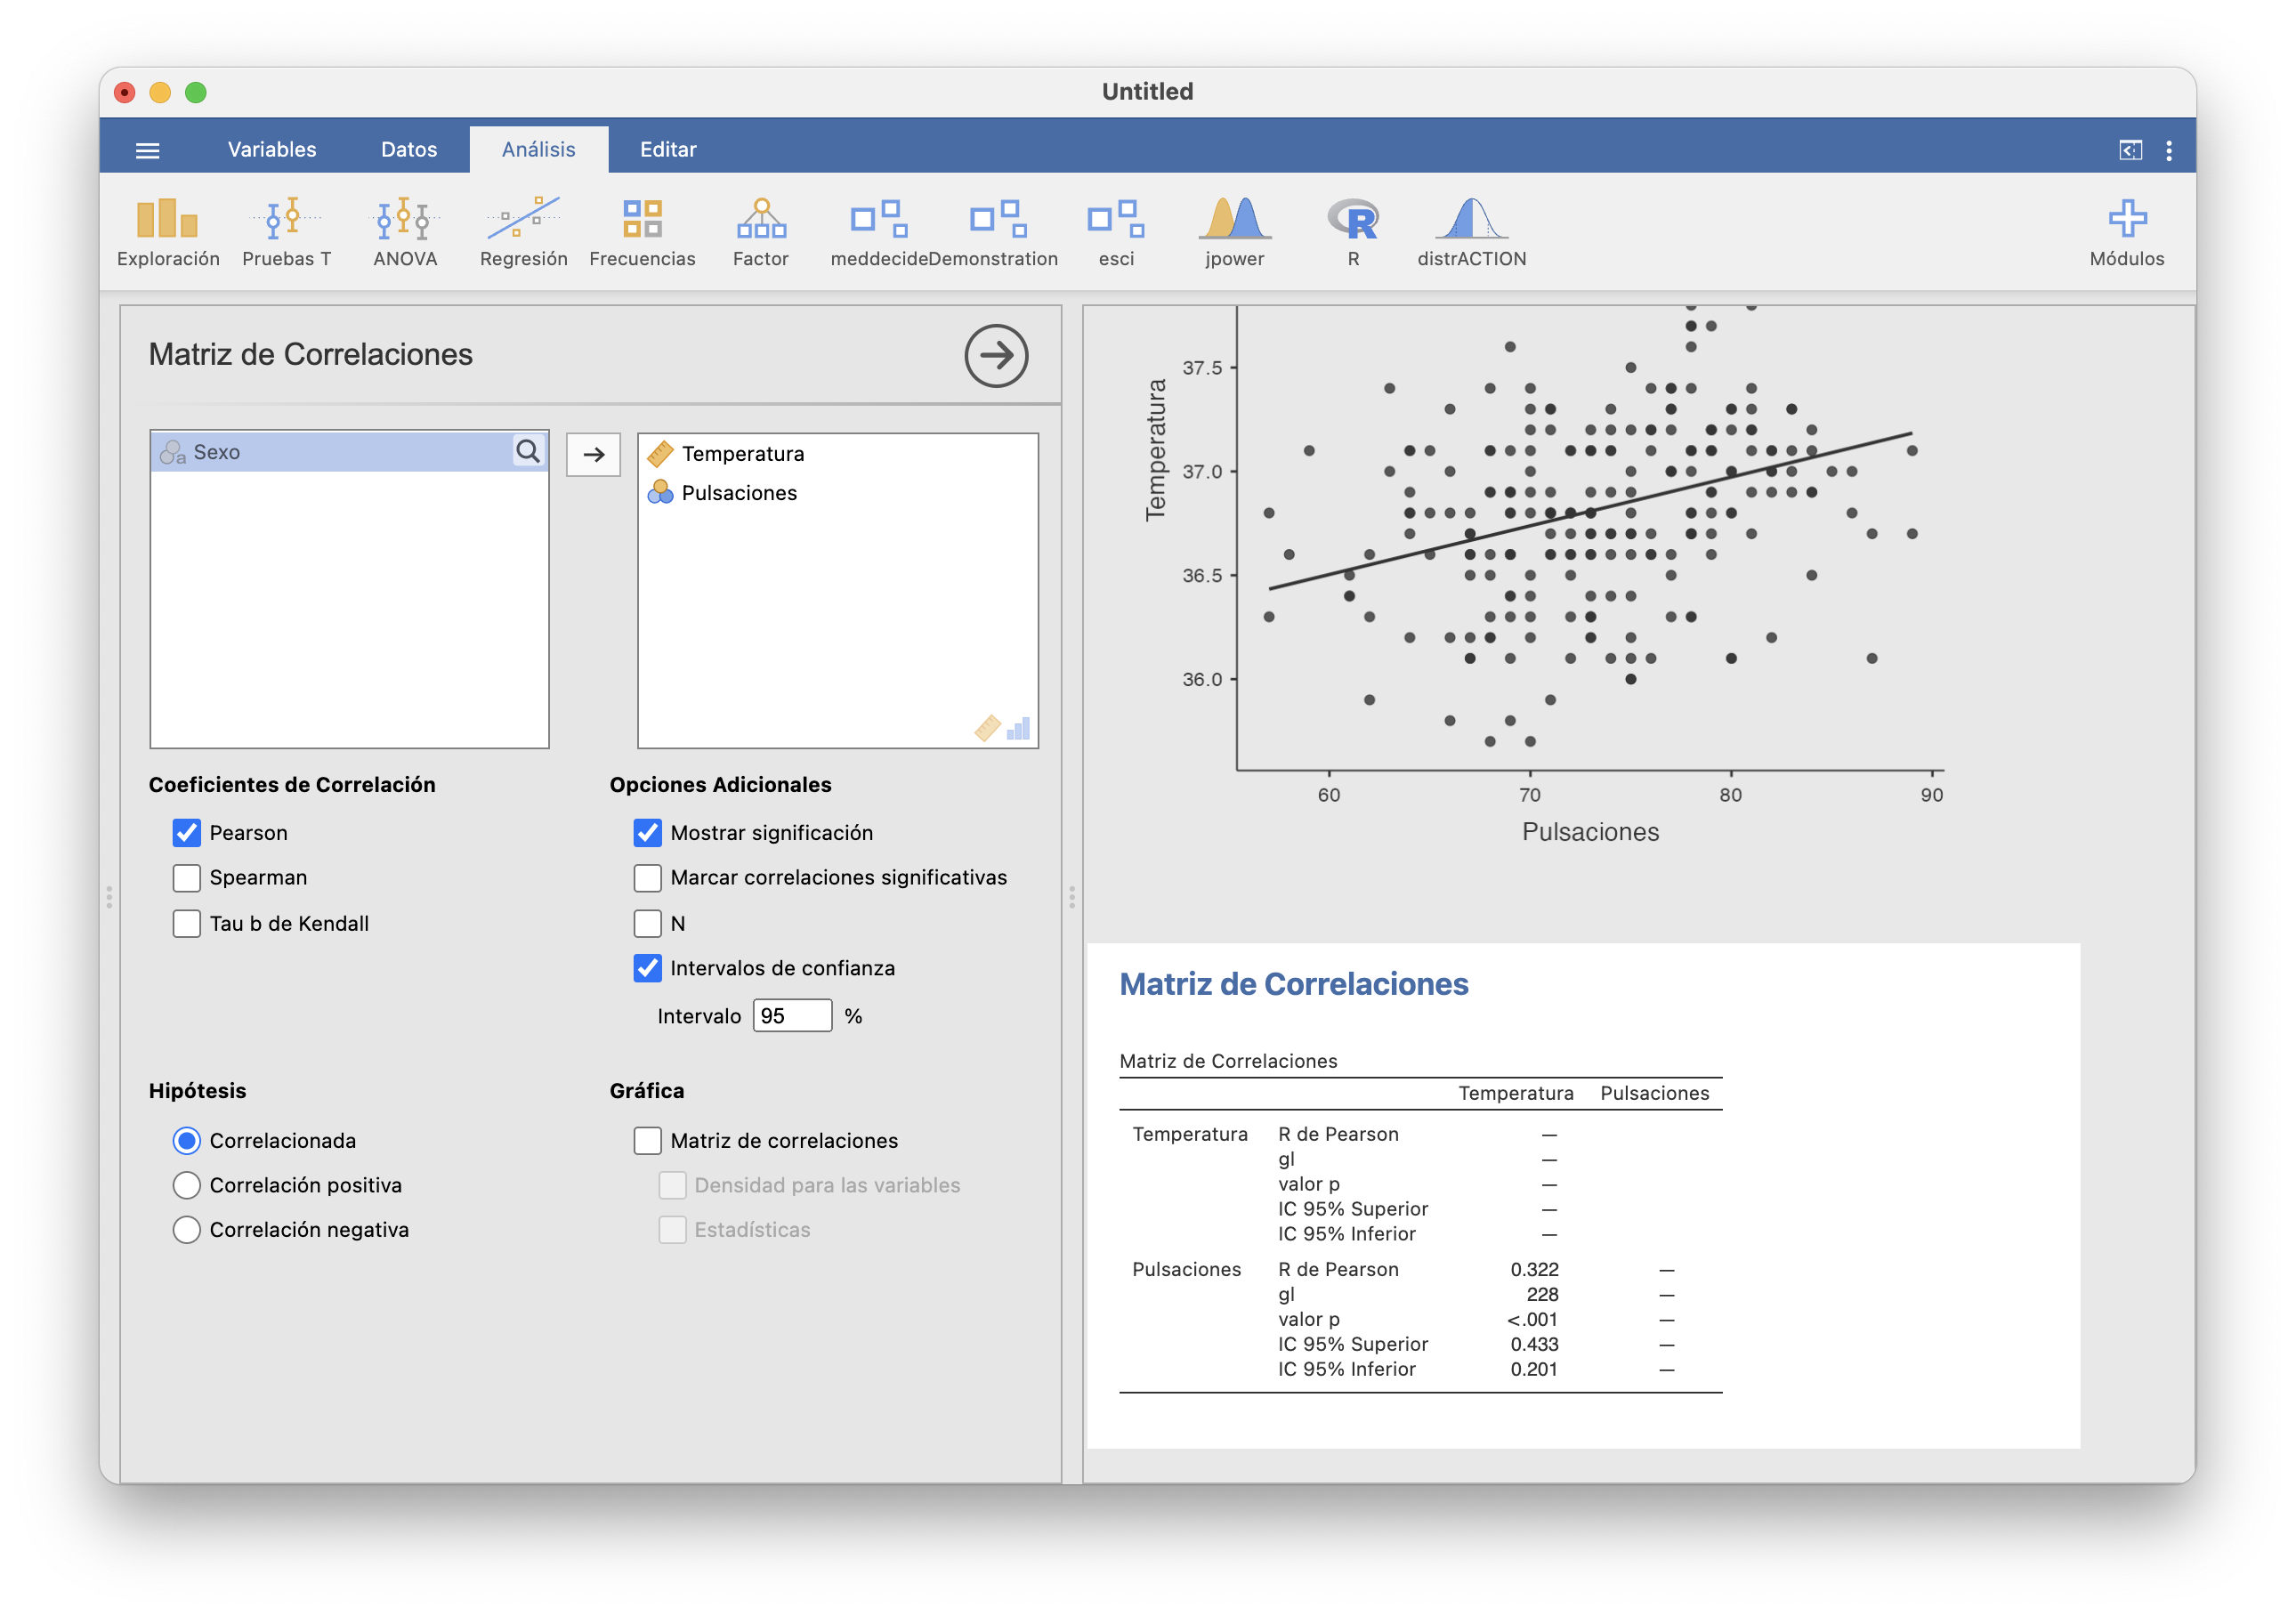 Untitled
Variables Datos Análisis Editar
Exploración Pruebas T ANOVA Regresión Frecuencias Factor meddecide Demonstration esci jpower R distrACTION Módulos
Matriz de Correlaciones
a Sexo
Temperatura
Pulsaciones
Coeficientes de Correlación
Pearson
Spearman
Tau b de Kendall
Opciones Adicionales
Mostrar significación
Marcar correlaciones significativas
N
Intervalos de confianza
Intervalo 95 %
Hipótesis
Correlacionada
Correlación positiva
Correlación negativa
Gráfica
Matriz de correlaciones
Densidad para las variables
Estadísticas
Temperatura
37.5
37.0
36.5
36.0
60 70 80 90
Pulsaciones
Matriz de Correlaciones
Matriz de Correlaciones
Temperatura Pulsaciones
Temperatura R de Pearson —
gl —
valor p —
IC 95% Superior —
IC 95% Inferior —
Pulsaciones R de Pearson 0.322 —
gl 228 —
valor p <.001 —
IC 95% Superior 0.433 —
IC 95% Inferior 0.201 —